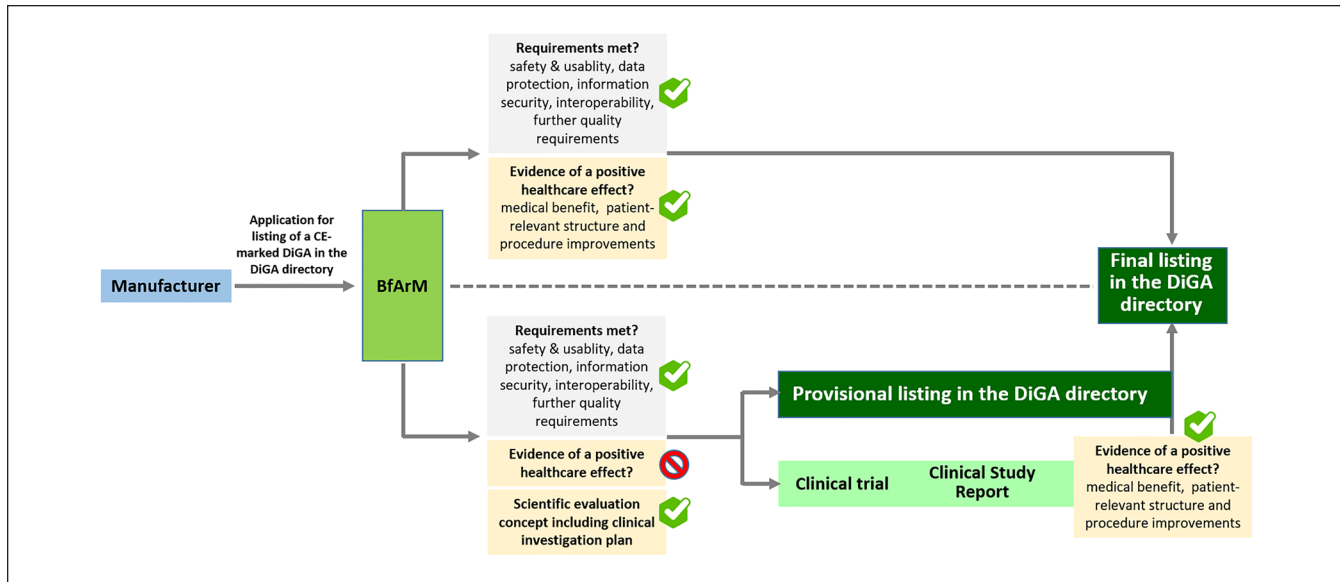 Requirements met?
safety & usablity, data
protection, information
security, interoperability,
further quality
requirements
Evidence of a positive
healthcare effect?
medical benefit, patient-
relevant structure and
procedure improvements
Application for
listing of a CE-
marked DiGA in the
DiGA directory
Manufacturer
BfArM
Final listing
in the DiGA
directory
Requirements met?
safety & usablity, data
protection, information
security, interoperability,
further quality
requirements
Evidence of a positive
healthcare effect?
Scientific evaluation
concept including clinical
investigation plan
Provisional listing in the DiGA directory
Clinical trial
Clinical Study
Report
Evidence of a positive
healthcare effect?
medical benefit, patient-
relevant structure and
procedure improvements